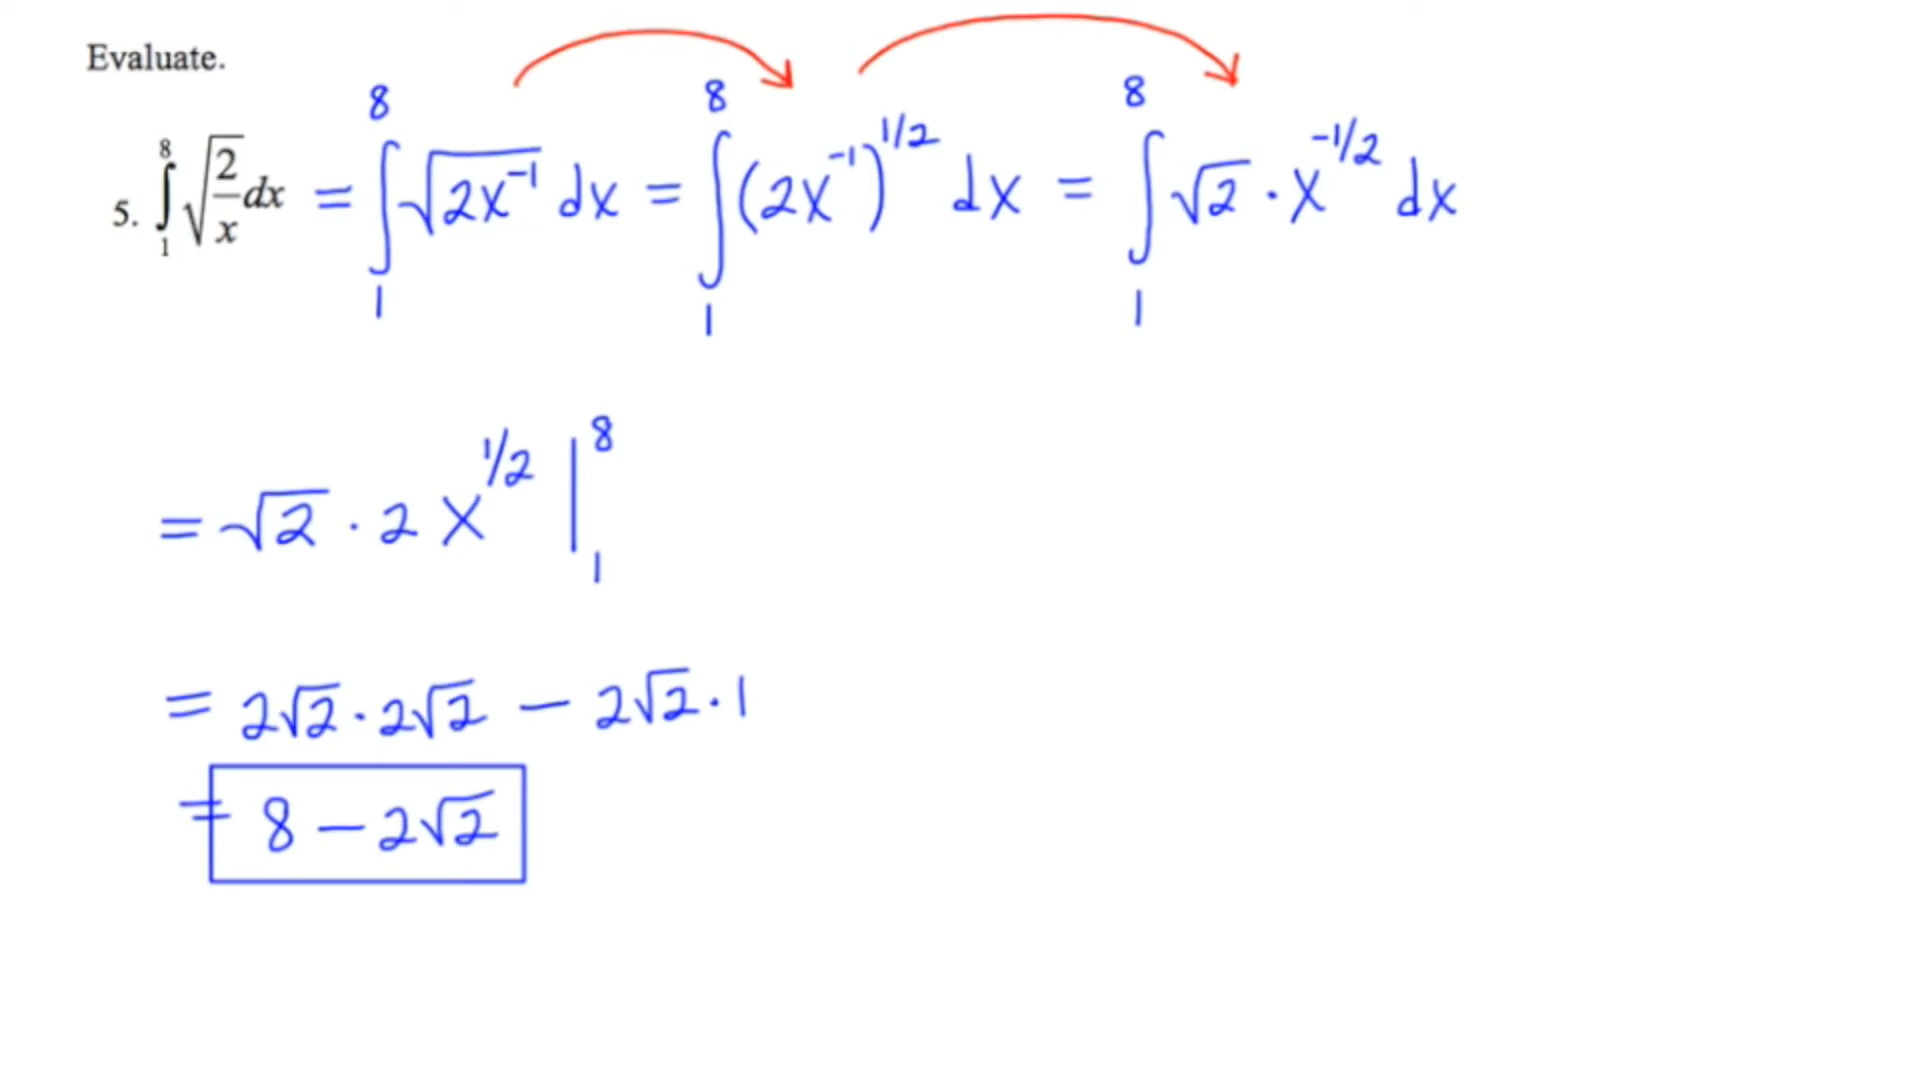 Evaluate.
5. ∫₁⁸ √(2/x) dx = ∫₁⁸ √(2x⁻¹) dx = ∫₁⁸ (2x⁻¹)^(1/2) dx = ∫₁⁸ √2 · x^(-1/2) dx
= √2 · 2x^(1/2) |₁⁸
= 2√2 · 2√2 − 2√2 · 1
= 8 − 2√2